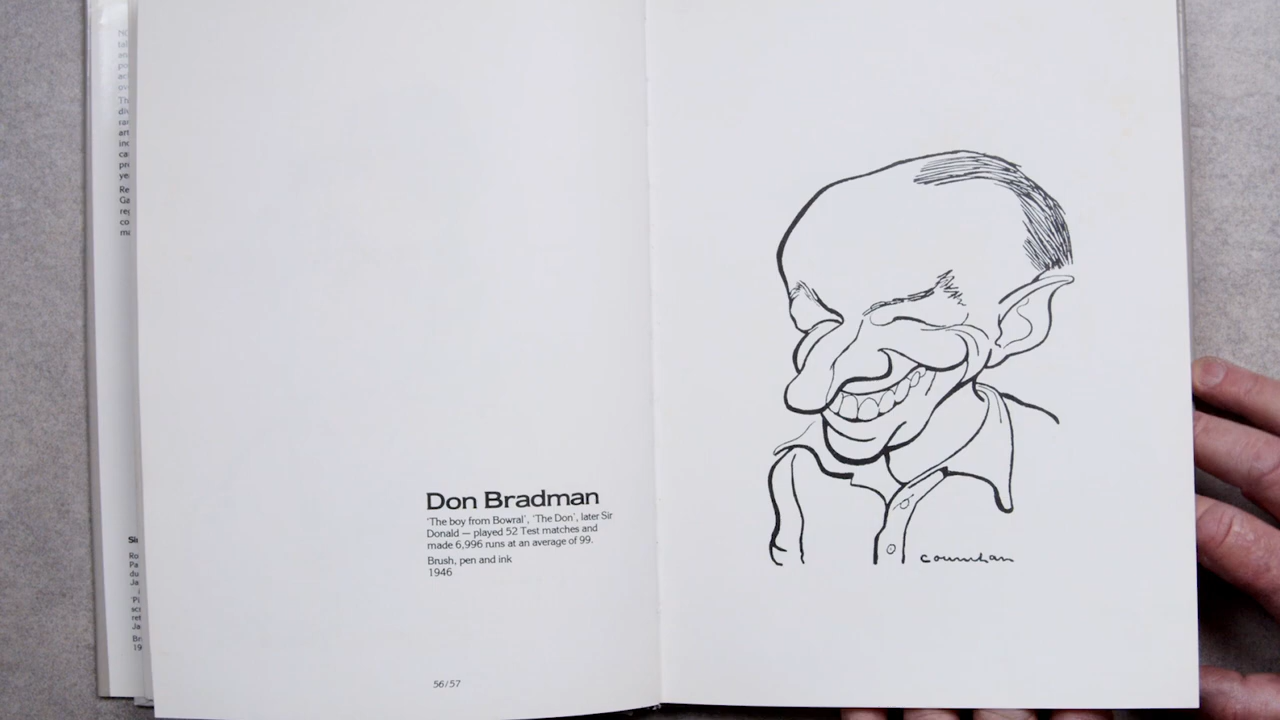 Don Bradman
'The boy from Bowral', 'The Don', later Sir
Donald — played 52 Test matches and
made 6,996 runs at an average of 99.
Brush, pen and ink
1946
56/57
Counihan